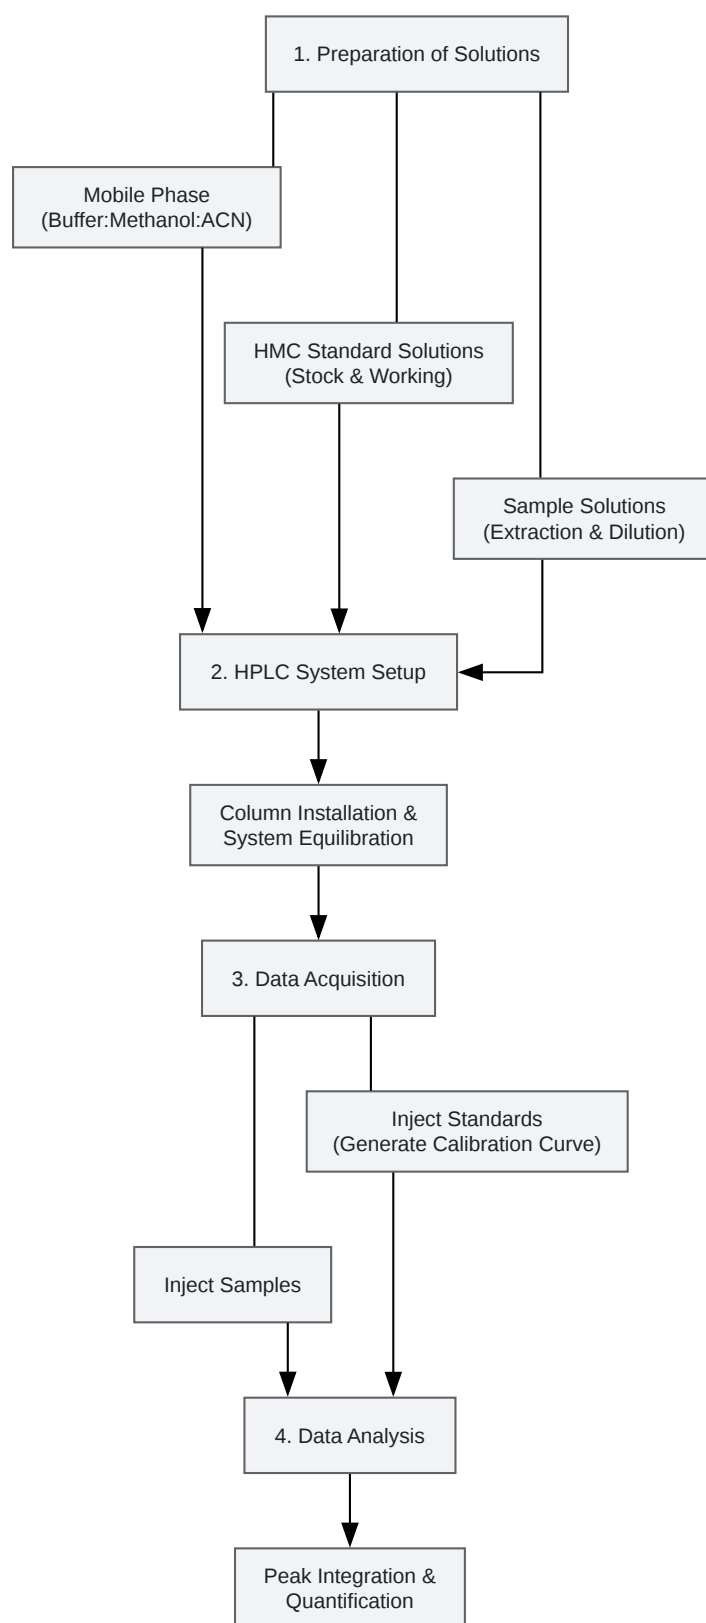 1. Preparation of Solutions
Mobile Phase
(Buffer:Methanol:ACN)
HMC Standard Solutions
(Stock & Working)
Sample Solutions
(Extraction & Dilution)
2. HPLC System Setup
Column Installation &
System Equilibration
3. Data Acquisition
Inject Standards
(Generate Calibration Curve)
Inject Samples
4. Data Analysis
Peak Integration &
Quantification